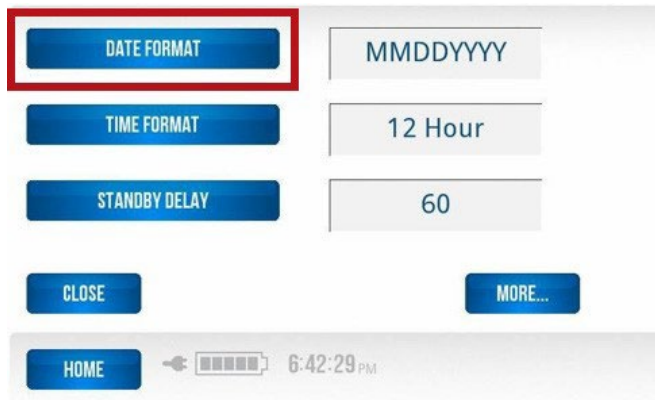 DATE FORMAT MMDDYYYY
TIME FORMAT 12 Hour
STANDBY DELAY 60
CLOSE MORE...
HOME 6:42:29 PM